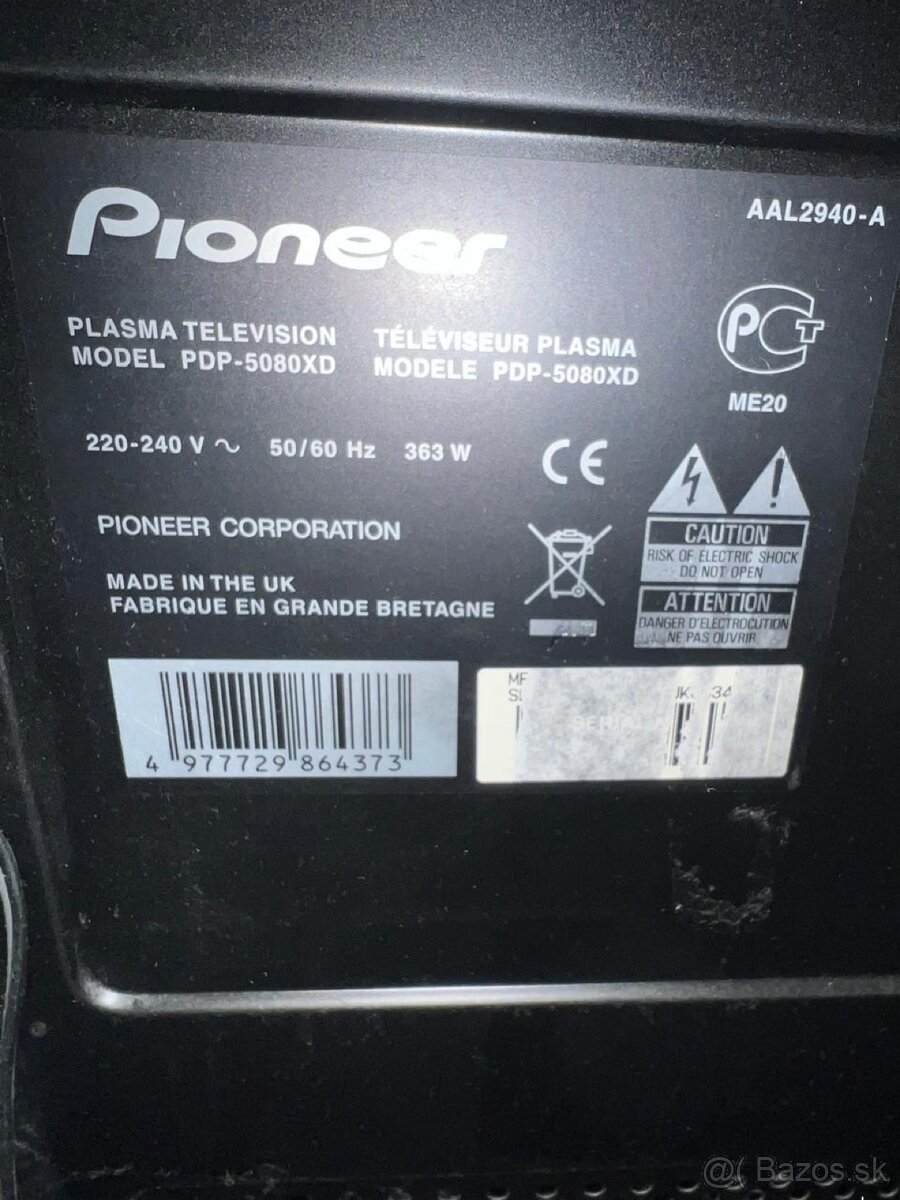 Pioneer
AAL2940-A
PLASMA TELEVISION
MODEL PDP-5080XD
TÉLÉVISEUR PLASMA
MODELE PDP-5080XD
PCT
ME20
220-240 V ~ 50/60 Hz 363 W
CE
PIONEER CORPORATION
CAUTION
RISK OF ELECTRIC SHOCK
DO NOT OPEN
MADE IN THE UK
FABRIQUE EN GRANDE BRETAGNE
ATTENTION
DANGER D'ELECTROCUTION
NE PAS OUVRIR
4 977729 864373
SERIAL
34
Bazos.sk